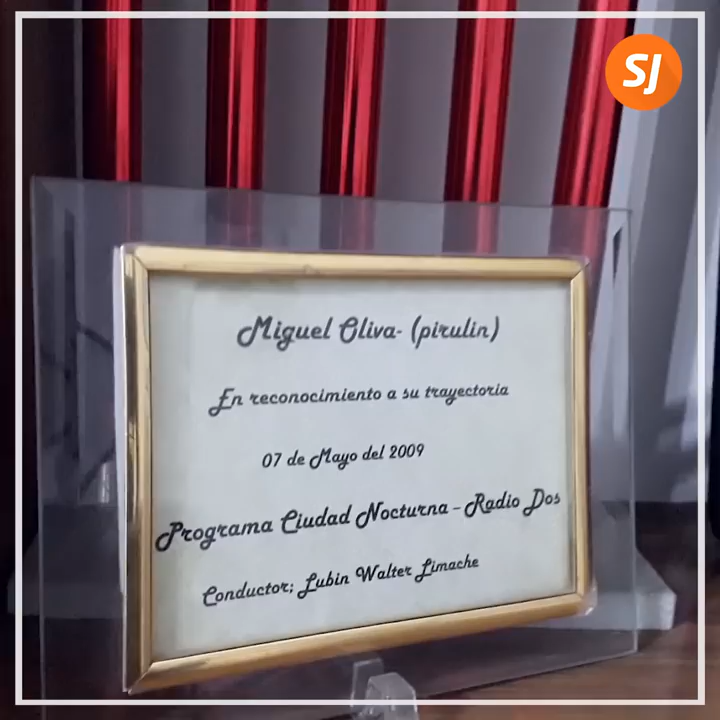 SJ
Miguel Oliva- (pirulin)
En reconocimiento a su trayectoria
07 de Mayo del 2009
Programa Ciudad Nocturna - Radio Dos
Conductor; Lubin Walter Limache